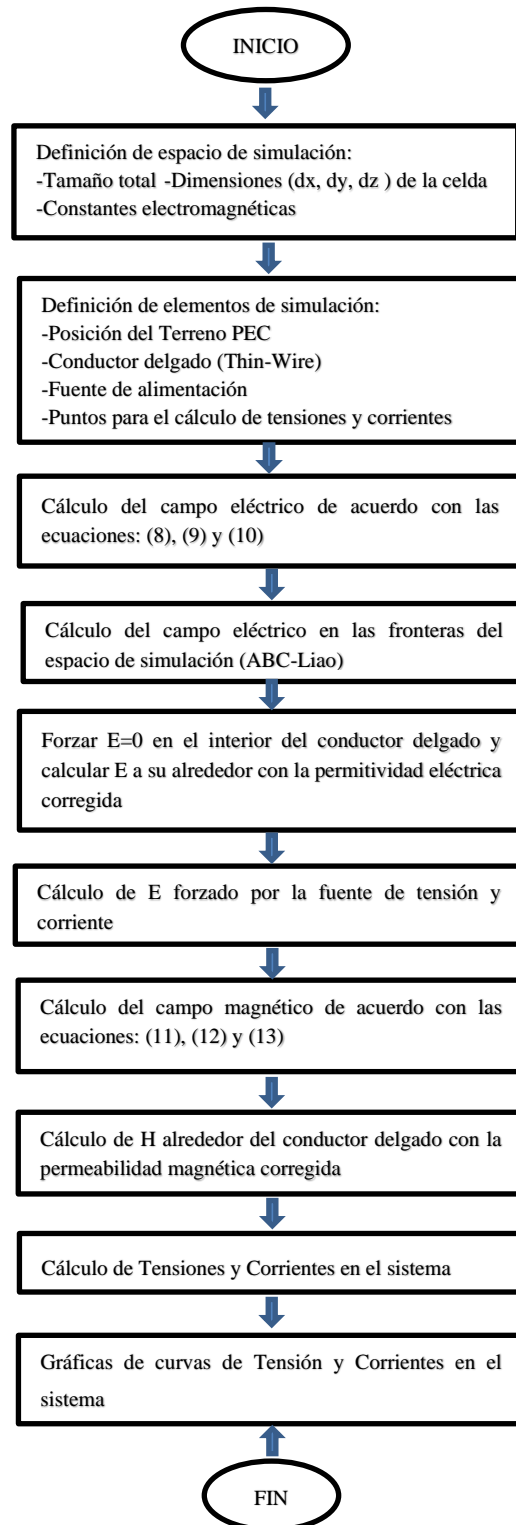 INICIO
Definición de espacio de simulación:
-Tamaño total -Dimensiones (dx, dy, dz ) de la celda
-Constantes electromagnéticas
Definición de elementos de simulación:
-Posición del Terreno PEC
-Conductor delgado (Thin-Wire)
-Fuente de alimentación
-Puntos para el cálculo de tensiones y corrientes
Cálculo del campo eléctrico de acuerdo con las
ecuaciones: (8), (9) y (10)
Cálculo del campo eléctrico en las fronteras del
espacio de simulación (ABC-Liao)
Forzar E=0 en el interior del conductor delgado y
calcular E a su alrededor con la permitividad eléctrica
corregida
Cálculo de E forzado por la fuente de tensión y
corriente
Cálculo del campo magnético de acuerdo con las
ecuaciones: (11), (12) y (13)
Cálculo de H alrededor del conductor delgado con la
permeabilidad magnética corregida
Cálculo de Tensiones y Corrientes en el sistema
Gráficas de curvas de Tensión y Corrientes en el
sistema
FIN